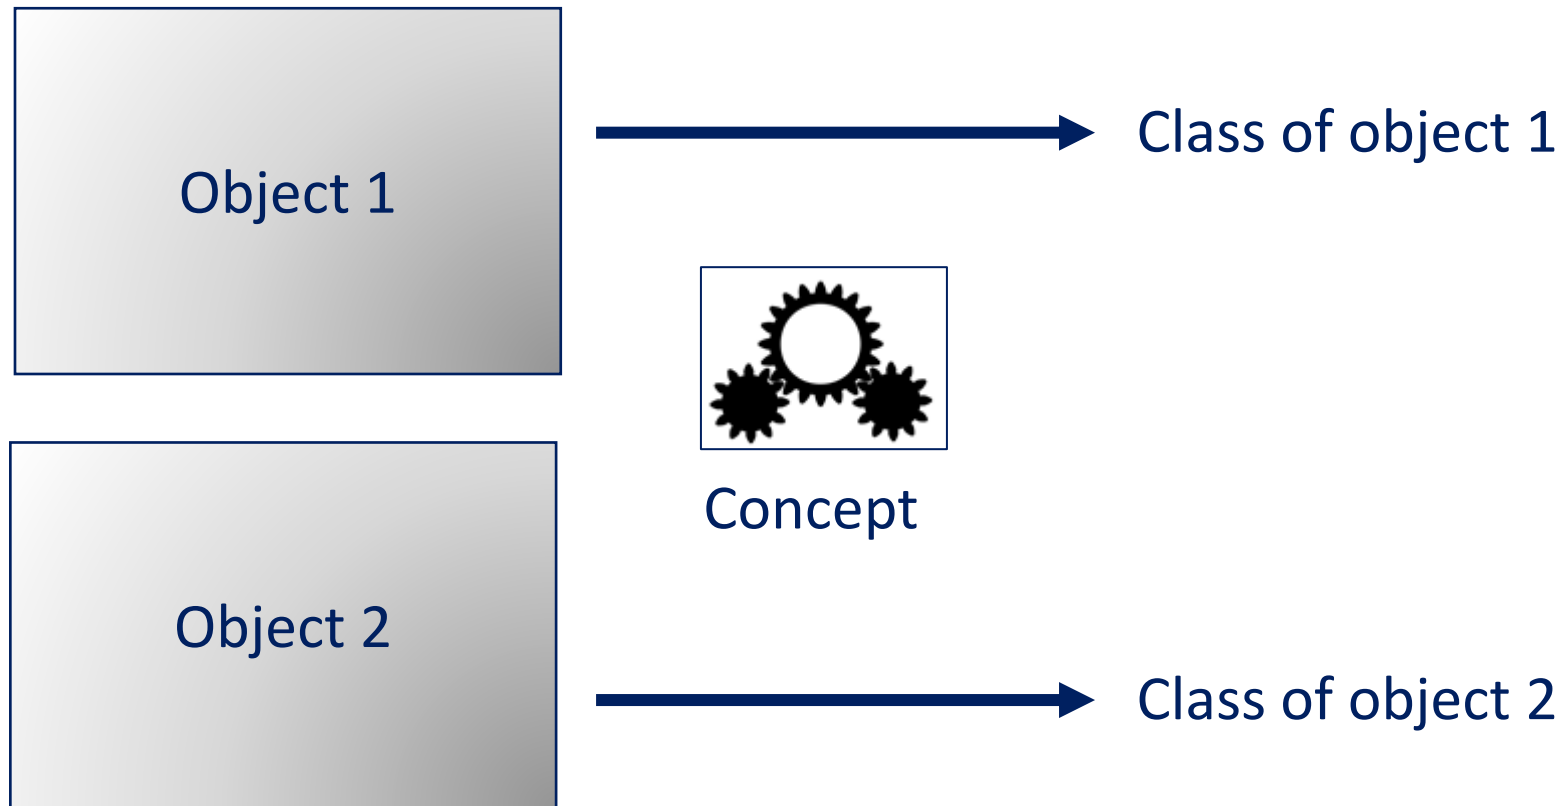 Object 1
Class of object 1
Concept
Object 2
Class of object 2